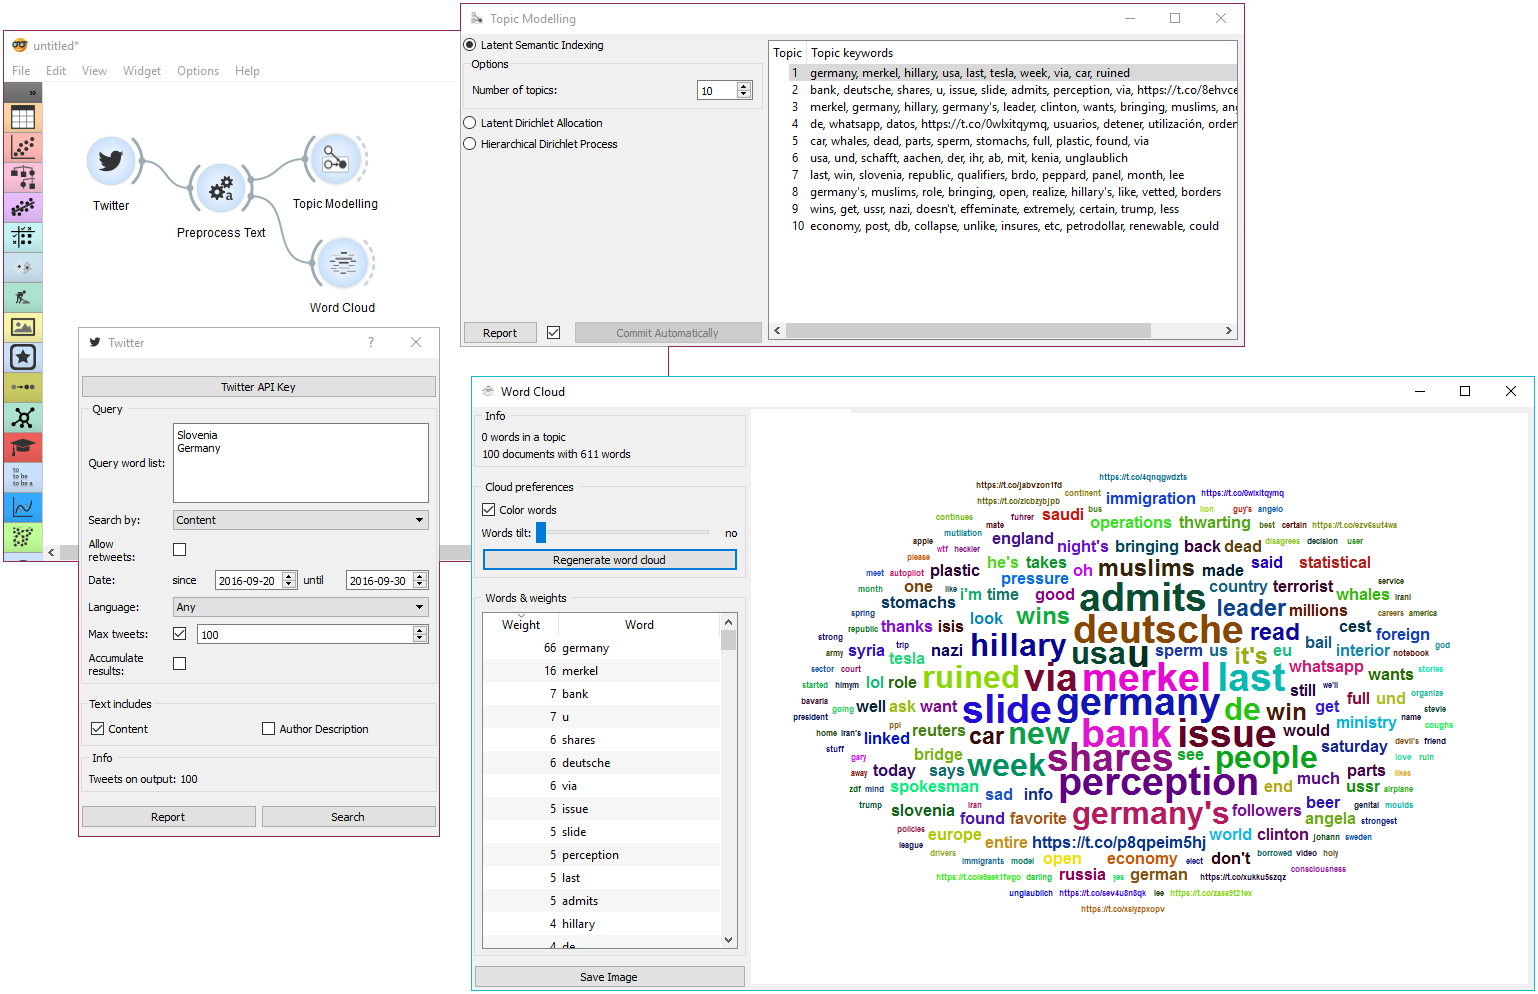 untitled*
File Edit View Widget Options Help
»
Twitter
Preprocess Text
Topic Modelling
Word Cloud
to
to be
to be a
Topic Modelling
Latent Semantic Indexing
Options
Number of topics: 10
Latent Dirichlet Allocation
Hierarchical Dirichlet Process
Report
Commit Automatically
Topic Topic keywords
1 germany, merkel, hillary, usa, last, tesla, week, via, car, ruined
2 bank, deutsche, shares, u, issue, slide, admits, perception, via, https://t.co/8ehvce
3 merkel, germany, hillary, germany's, leader, clinton, wants, bringing, muslims, ang
4 de, whatsapp, datos, https://t.co/0wlxitqymq, usuarios, detener, utilización, orden
5 car, whales, dead, parts, sperm, stomachs, full, plastic, found, via
6 usa, und, schafft, aachen, der, ihr, ab, mit, kenia, unglaublich
7 last, win, slovenia, republic, qualifiers, brdo, peppard, panel, month, lee
8 germany's, muslims, role, bringing, open, realize, hillary's, like, vetted, borders
9 wins, get, ussr, nazi, doesn't, effeminate, extremely, certain, trump, less
10 economy, post, db, collapse, unlike, insures, etc, petrodollar, renewable, could
Twitter ?
Twitter API Key
Query
Query word list:
Slovenia
Germany
Search by: Content
Allow
retweets:
Date: since 2016-09-20 until 2016-09-30
Language: Any
Max tweets: 100
Accumulate
results:
Text includes
Content Author Description
Info
Tweets on output: 100
Report Search
Word Cloud
Info
0 words in a topic
100 documents with 611 words
Cloud preferences
Color words
Words tilt: no
Regenerate word cloud
Words & weights
Weight Word
66 germany
16 merkel
7 bank
7 u
6 shares
6 deutsche
6 via
5 issue
5 slide
5 perception
5 last
5 admits
4 hillary
4 de
Save Image
https://t.co/4qnqgwdzts
https://t.co/jabvzon1fd
continent immigration https://t.co/0wlxitqymq
https://t.co/zicbzybjpb
bus lion guy's angelo
continues fuhrer saudi operations thwarting best certain https://t.co/ezv6sut4wa
mate
mutilation england night's bringing back dead disagrees decision user
apple wtf heckler
please he's takes oh muslims made said statistical
meet autopilot plastic pressure country terrorist service
month one like i'm time good admits whales irani
stomachs look wins leader millions careers america
spring
republic thanks isis hillary deutsche read bail cest foreign
strong
army syria trip nazi usa u sperm us it's eu interior notebook god
tesla
sector court ruined via merkel last whatsapp wants stories
started himym lol role still we'll
bavaria going well ask want slide germany de win get full und organize
president ppl ministry name stevie
home iran's linked reuters car new bank issue would coughs
stuff bridge shares see people saturday devil's friend
gary
away today says week perception much parts love ruin
likes
zdf mind spokesman sad info end ussr airplane
trump slovenia iran found favorite germany's followers beer genital moulds
angela strongest
policies europe entire https://t.co/p8qpeim5hj world clinton johann sweden
league
drivers immigrants model open economy elect don't borrowed video holy
consciousness
https://t.co/e9aek1fwgo darling russia yes german https://t.co/xukku5szqz
unglaublich https://t.co/sev4u8n8qk lee https://t.co/zass9t21ex
https://t.co/xslyzpxopv